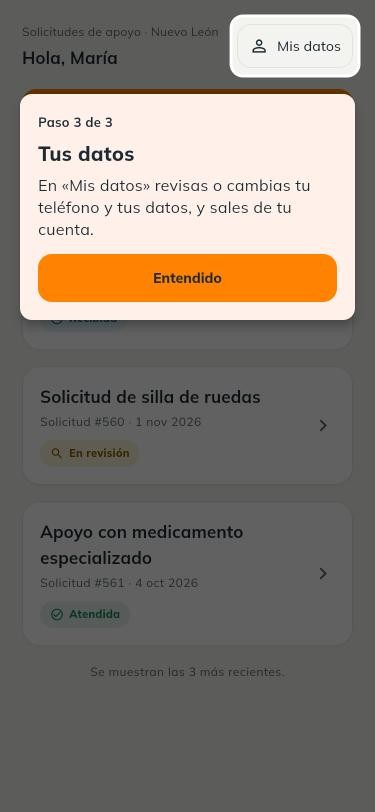 Solicitudes de apoyo · Nuevo León
Hola, María
Mis datos
Paso 3 de 3
Tus datos
En «Mis datos» revisas o cambias tu
teléfono y tus datos, y sales de tu
cuenta.
Entendido
Solicitud de silla de ruedas
Solicitud #560 · 1 nov 2026
En revisión
Apoyo con medicamento
especializado
Solicitud #561 · 4 oct 2026
Atendida
Se muestran las 3 más recientes.